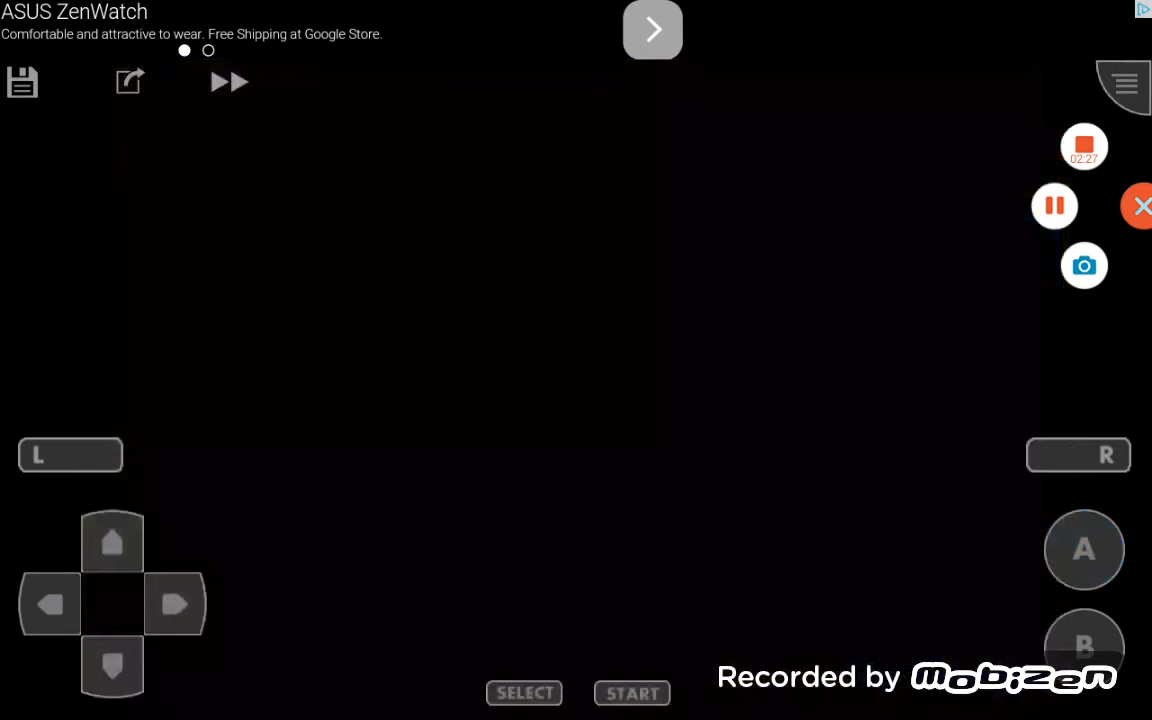 ASUS ZenWatch
Comfortable and attractive to wear. Free Shipping at Google Store.
02:27
L
R
A
B
SELECT
START
Recorded by Mobizen